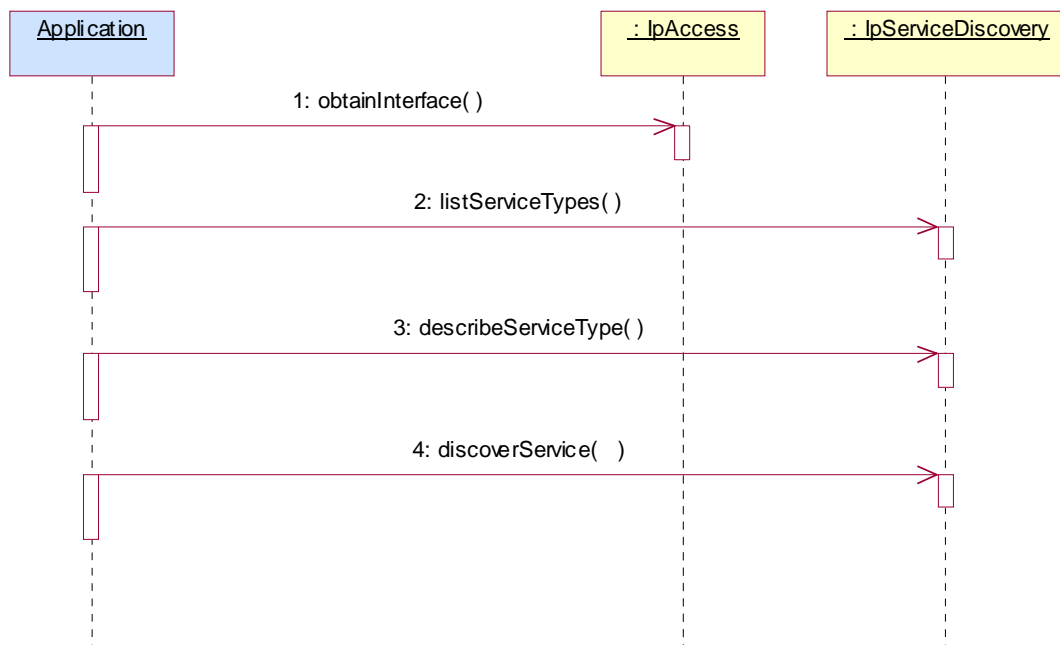 Application
: IpAccess
: IpServiceDiscovery
1: obtainInterface( )
2: listServiceTypes( )
3: describeServiceType( )
4: discoverService(   )